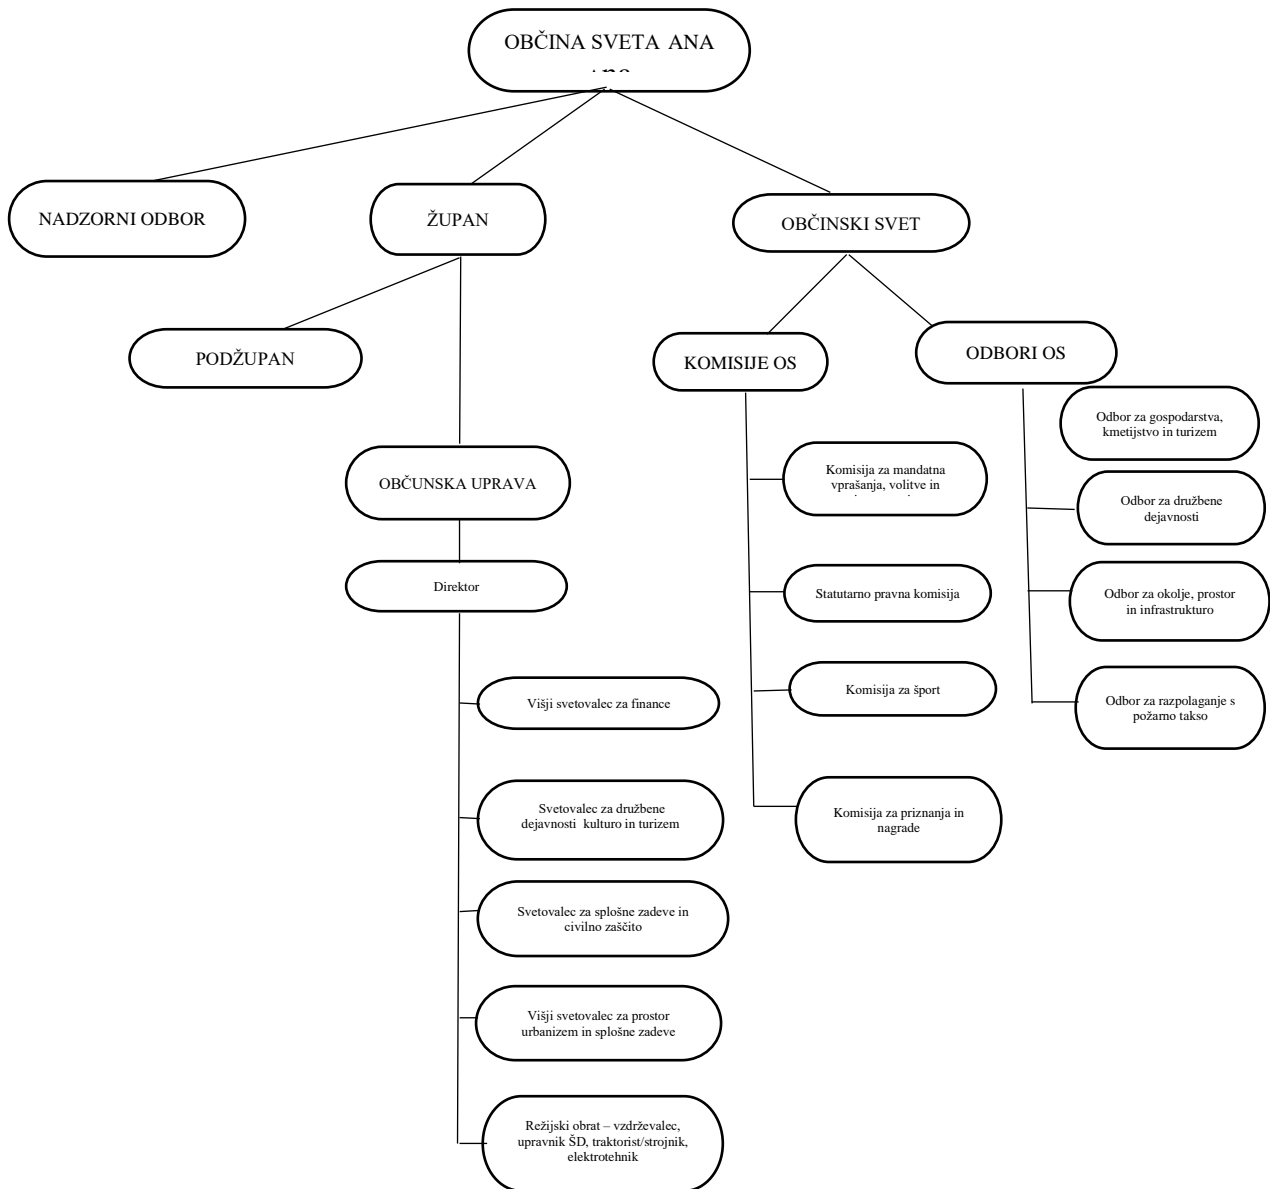 OBČINA SVETA ANA
NADZORNI ODBOR
ŽUPAN
OBČINSKI SVET
PODŽUPAN
KOMISIJE OS
ODBORI OS
OBČUNSKA UPRAVA
Direktor
Višji svetovalec za finance
Svetovalec za družbene
dejavnosti kulturo in turizem
Svetovalec za splošne zadeve in
civilno zaščito
Višji svetovalec za prostor
urbanizem in splošne zadeve
Režijski obrat – vzdrževalec,
upravnik ŠD, traktorist/strojnik,
elektrotehnik
Komisija za mandatna
vprašanja, volitve in
Statutarno pravna komisija
Komisija za šport
Komisija za priznanja in
nagrade
Odbor za gospodarstva,
kmetijstvo in turizem
Odbor za družbene
dejavnosti
Odbor za okolje, prostor
in infrastrukturo
Odbor za razpolaganje s
požarno takso